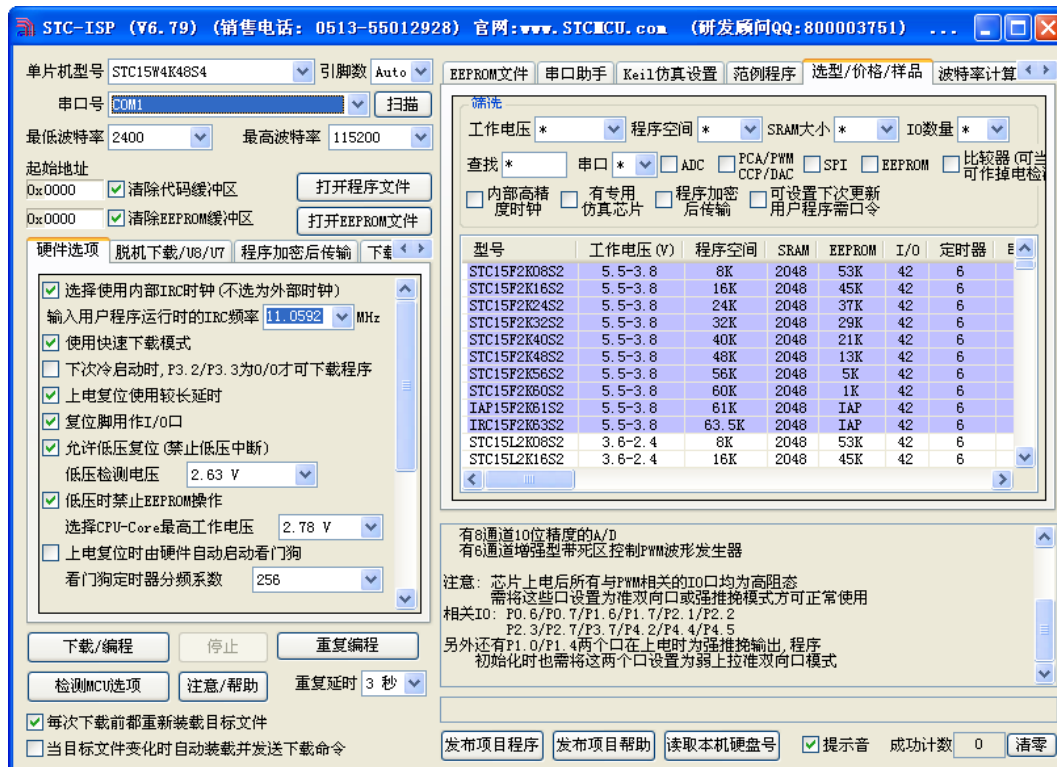 STC-ISP (V6.79) (销售电话: 0513-55012928) 官网:www.STCMCU.com (研发顾问QQ:800003751) ...
单片机型号 STC15W4K48S4 引脚数 Auto
串口号 COM1 扫描
最低波特率 2400 最高波特率 115200
起始地址
0x0000 清除代码缓冲区 打开程序文件
0x0000 清除EEPROM缓冲区 打开EEPROM文件
硬件选项 脱机下载/U8/U7 程序加密后传输 下载
选择使用内部IRC时钟(不选为外部时钟)
输入用户程序运行时的IRC频率 11.0592 MHz
使用快速下载模式
下次冷启动时,P3.2/P3.3为0/0才可下载程序
上电复位使用较长延时
复位脚用作I/O口
允许低压复位(禁止低压中断)
低压检测电压 2.63 V
低压时禁止EEPROM操作
选择CPU-Core最高工作电压 2.78 V
上电复位时由硬件自动启动看门狗
看门狗定时器分频系数 256
下载/编程 停止 重复编程
检测MCU选项 注意/帮助 重复延时 3 秒
每次下载前都重新装载目标文件
当目标文件变化时自动装载并发送下载命令
EEPROM文件 串口助手 Keil仿真设置 范例程序 选型/价格/样品 波特率计算
筛选
工作电压 * 程序空间 * SRAM大小 * IO数量 *
查找 * 串口 * ADC PCA/PWM CCP/DAC SPI EEPROM 比较器(可当 可作掉电检测
内部高精度时钟 有专用仿真芯片 程序加密后传输 可设置下次更新用户程序需口令
型号 工作电压(V) 程序空间 SRAM EEPROM I/O 定时器
STC15F2K08S2 5.5-3.8 8K 2048 53K 42 6
STC15F2K16S2 5.5-3.8 16K 2048 45K 42 6
STC15F2K24S2 5.5-3.8 24K 2048 37K 42 6
STC15F2K32S2 5.5-3.8 32K 2048 29K 42 6
STC15F2K40S2 5.5-3.8 40K 2048 21K 42 6
STC15F2K48S2 5.5-3.8 48K 2048 13K 42 6
STC15F2K56S2 5.5-3.8 56K 2048 5K 42 6
STC15F2K60S2 5.5-3.8 60K 2048 1K 42 6
IAP15F2K61S2 5.5-3.8 61K 2048 IAP 42 6
IRC15F2K63S2 5.5-3.8 63.5K 2048 IAP 42 6
STC15L2K08S2 3.6-2.4 8K 2048 53K 42 6
STC15L2K16S2 3.6-2.4 16K 2048 45K 42 6
有8通道10位精度的A/D
有6通道增强型带死区控制PWM波形发生器
注意: 芯片上电后所有与PWM相关的IO口均为高阻态
需将这些口设置为准双向口或强推挽模式方可正常使用
相关IO: P0.6/P0.7/P1.6/P1.7/P2.1/P2.2
P2.3/P2.7/P3.7/P4.2/P4.4/P4.5
另外还有P1.0/P1.4两个口在上电时为强推挽输出,程序
初始化时也需将这两个口设置为弱上拉准双向口模式
发布项目程序 发布项目帮助 读取本机硬盘号 提示音 成功计数 0 清零